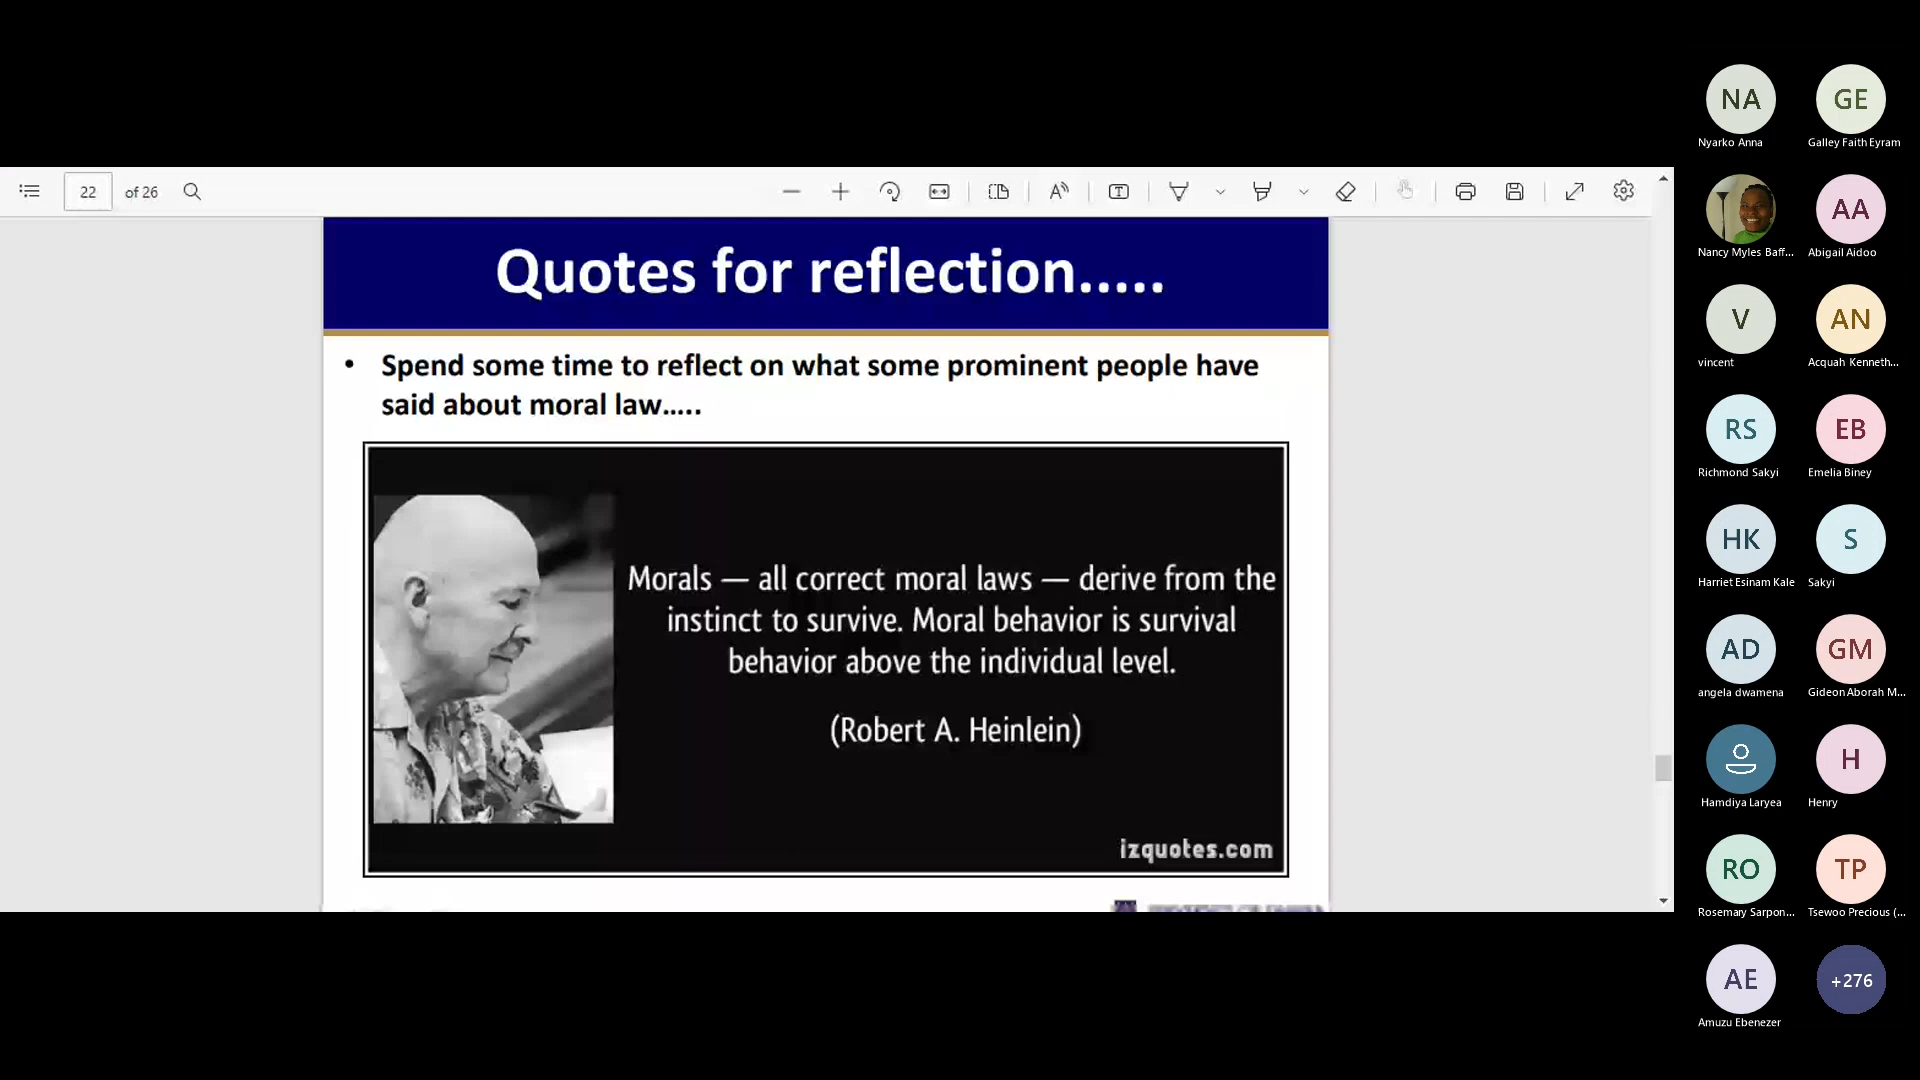 22 of 26
Quotes for reflection.....
• Spend some time to reflect on what some prominent people have
said about moral law…..
Morals — all correct moral laws — derive from the
instinct to survive. Moral behavior is survival
behavior above the individual level.
(Robert A. Heinlein)
izquotes.com
NA
Nyarko Anna
GE
Galley Faith Eyram
Nancy Myles Baff...
AA
Abigail Aidoo
V
vincent
AN
Acquah Kenneth...
RS
Richmond Sakyi
EB
Emelia Biney
HK
Harriet Esinam Kale
S
Sakyi
AD
angela dwamena
GM
Gideon Aborah M...
Hamdiya Laryea
H
Henry
RO
Rosemary Sarpon...
TP
Tsewoo Precious (...
AE
Amuzu Ebenezer
+276